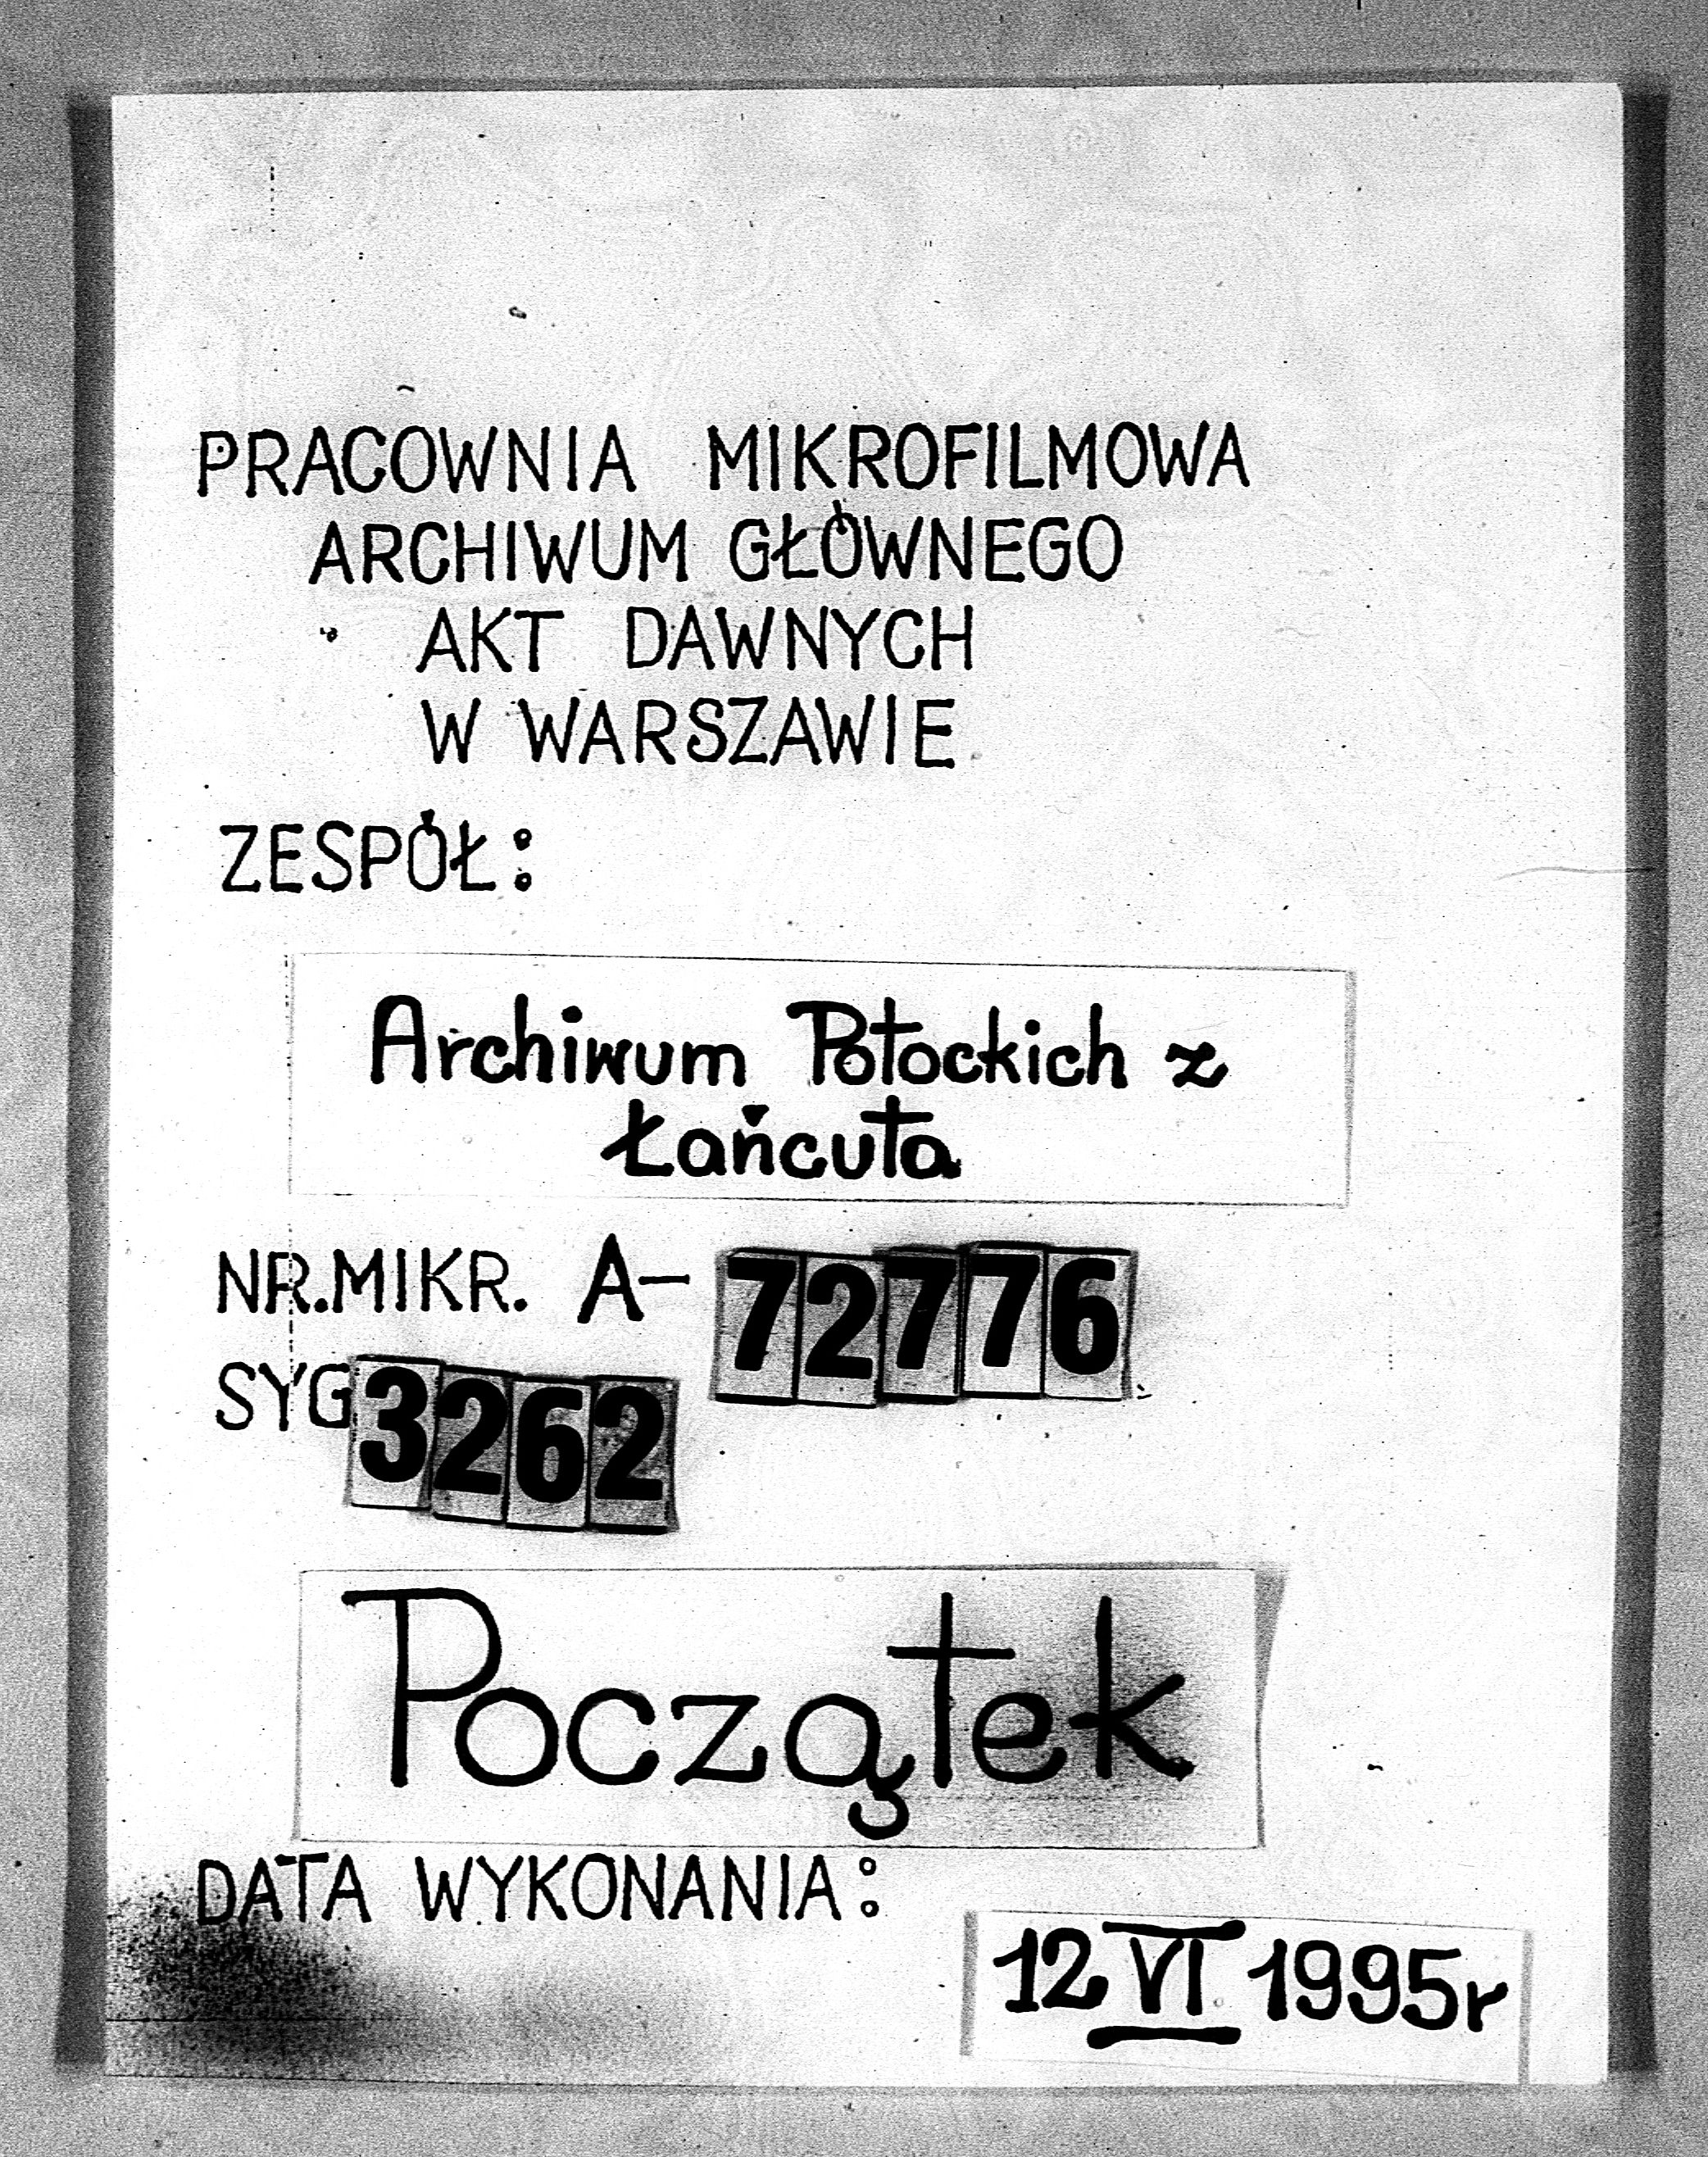 PRACOWNIA MIKROFILMOWA
ARCHIWUM GŁÓWNEGO
AKT DAWNYCH
W WARSZAWIE
ZESPÓŁ:
Archiwum Potockich z
Łańcuta
NR.MIKR. A-72776
SYG 3262
Początek
DATA WYKONANIA:
12 VI 1995r